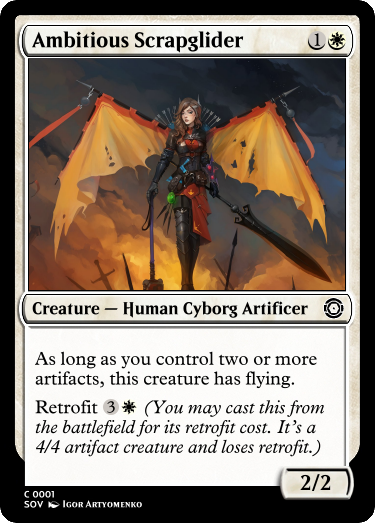 Ambitious Scrapglider 1
Creature — Human Cyborg Artificer
As long as you control two or more
artifacts, this creature has flying.
Retrofit 3 (You may cast this from
the battlefield for its retrofit cost. It's a
4/4 artifact creature and loses retrofit.)
2/2
C 0001
SOV Igor Artyomenko